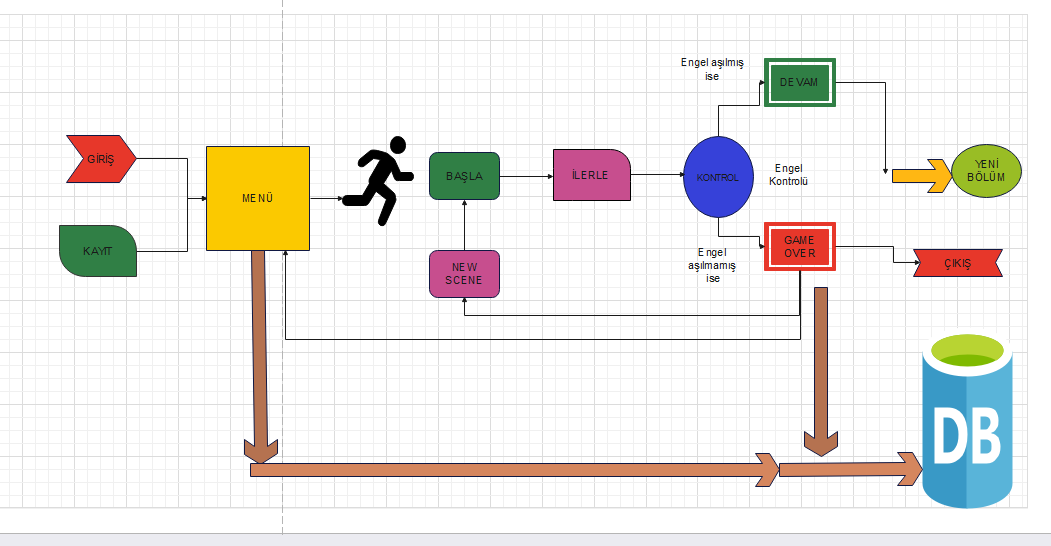 GİRİŞ
KAYIT
MENÜ
BAŞLA
NEW
SCENE
İLERLE
KONTROL
Engel aşılmış
ise
DEVAM
Engel
Kontrolü
YENİ
BÖLÜM
Engel
aşılmamış
ise
GAME
OVER
ÇIKIŞ
DB